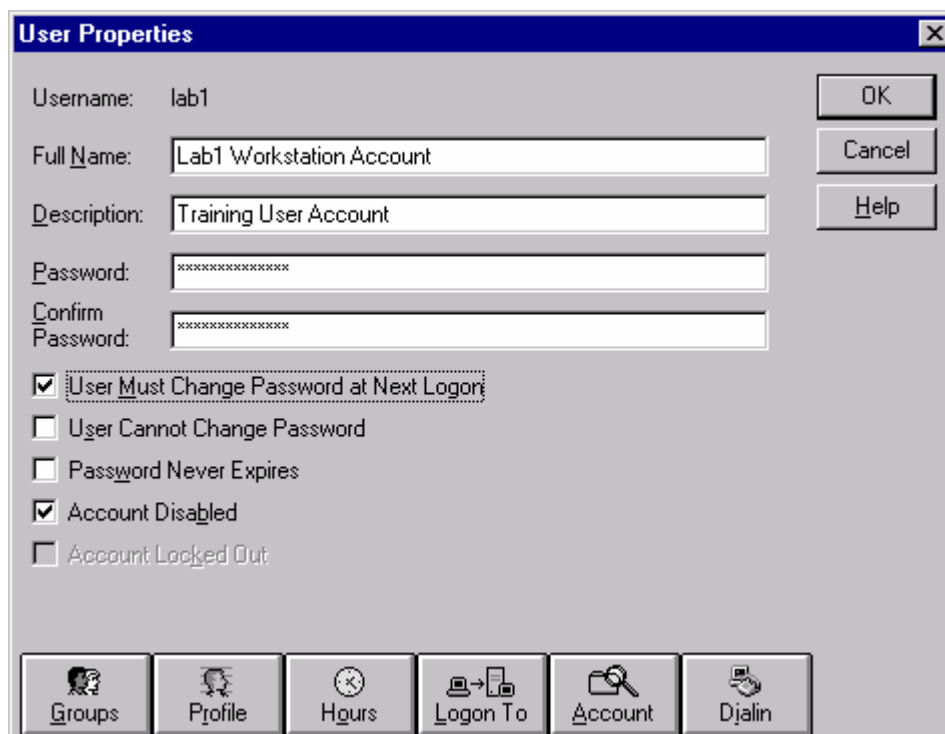 User Properties
Username: lab1
OK
Full Name: Lab1 Workstation Account
Cancel
Description: Training User Account
Help
Password: **************
Confirm
Password: **************
User Must Change Password at Next Logon
User Cannot Change Password
Password Never Expires
Account Disabled
Account Locked Out
Groups Profile Hours Logon To Account Dialin